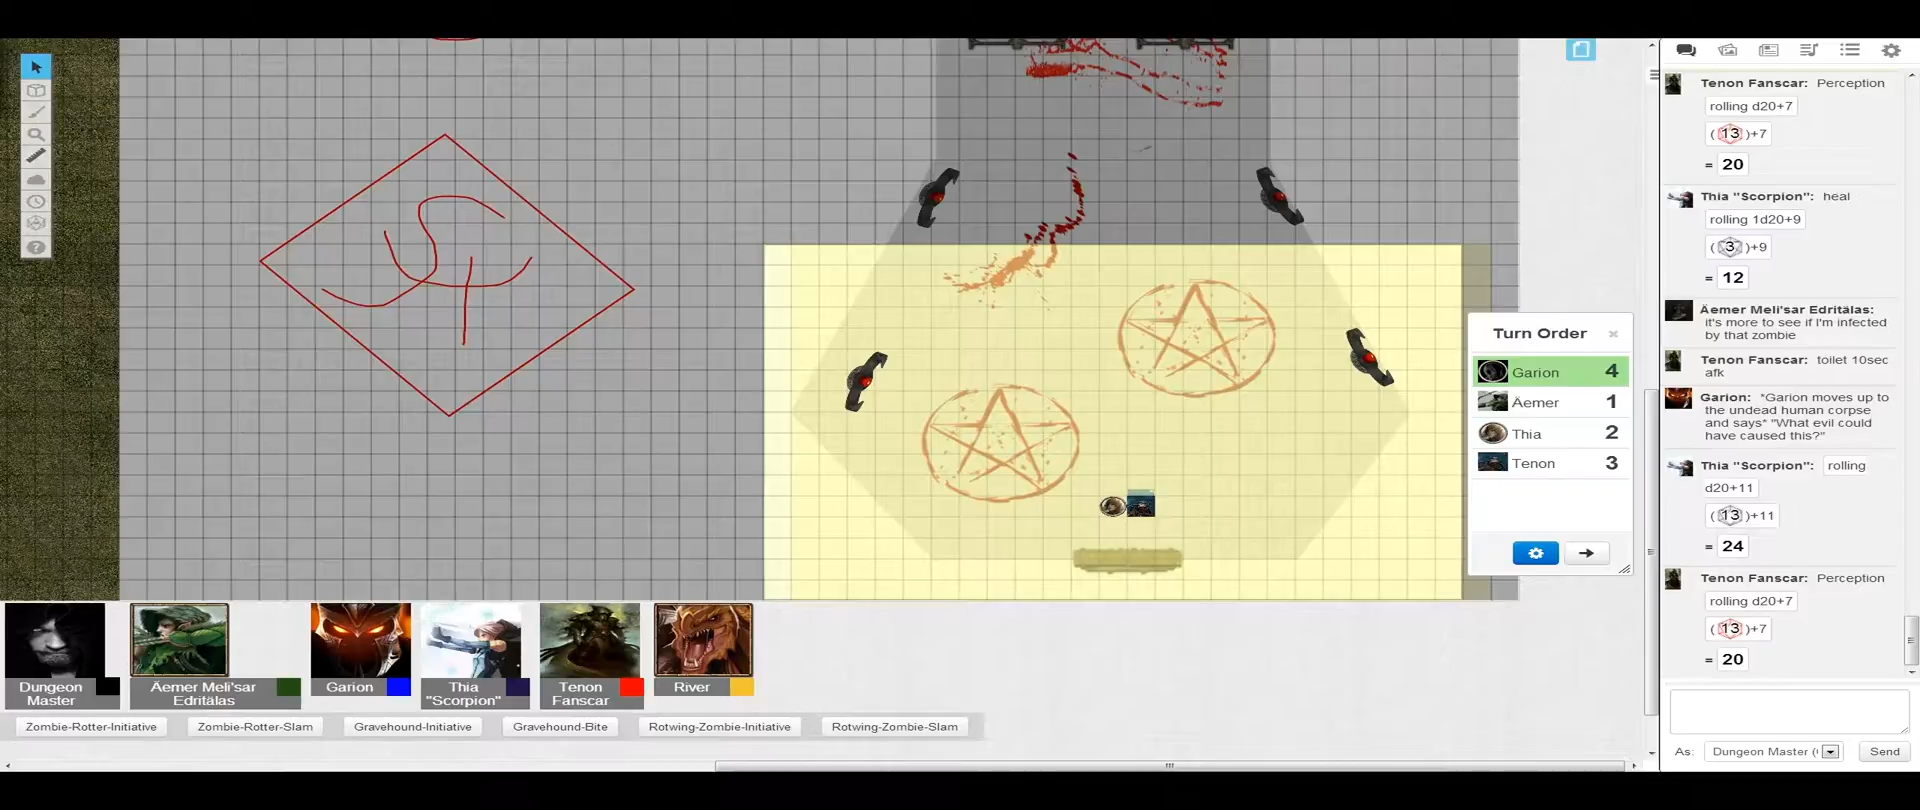 Tenon Fanscar: Perception
rolling d20+7
(13)+7
= 20
Thia "Scorpion": heal
rolling 1d20+9
(3)+9
= 12
Äemer Meli'sar Edritälas:
it's more to see if I'm infected
by that zombie
Tenon Fanscar: toilet 10sec
afk
Garion: *Garion moves up to
the undead human corpse
and says* "What evil could
have caused this?"
Thia "Scorpion": rolling
d20+11
(13)+11
= 24
Tenon Fanscar: Perception
rolling d20+7
(13)+7
= 20
As: Dungeon Master (
Send
Turn Order ×
Garion 4
Äemer 1
Thia 2
Tenon 3
Dungeon
Master
Äemer Meli'sar
Edritälas
Garion
Thia
"Scorpion"
Tenon
Fanscar
River
Zombie-Rotter-Initiative
Zombie-Rotter-Slam
Gravehound-Initiative
Gravehound-Bite
Rotwing-Zombie-Initiative
Rotwing-Zombie-Slam